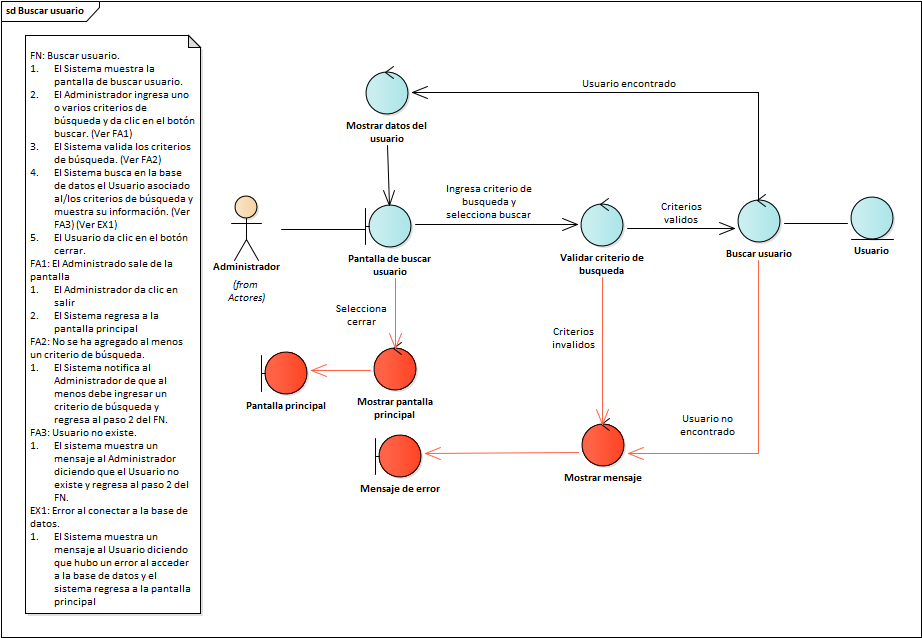 sd Buscar usuario
FN: Buscar usuario.
1. El Sistema muestra la
pantalla de buscar usuario.
2. El Administrador ingresa uno
o varios criterios de
búsqueda y da clic en el botón
buscar. (Ver FA1)
3. El Sistema valida los criterios
de búsqueda. (Ver FA2)
4. El Sistema busca en la base
de datos el Usuario asociado
al/los criterios de búsqueda y
muestra su información. (Ver
FA3) (Ver EX1)
5. El Usuario da clic en el botón
cerrar.
FA1: El Administrado sale de la
pantalla
1. El Administrador da clic en
salir
2. El Sistema regresa a la
pantalla principal
FA2: No se ha agregado al menos
un criterio de búsqueda.
1. El Sistema notifica al
Administrador de que al
menos debe ingresar un
criterio de búsqueda y
regresa al paso 2 del FN.
FA3: Usuario no existe.
1. El sistema muestra un
mensaje al Administrador
diciendo que el Usuario no
existe y regresa al paso 2 del
FN.
EX1: Error al conectar a la base de
datos.
1. El Sistema muestra un
mensaje al Usuario diciendo
que hubo un error al acceder
a la base de datos y el
sistema regresa a la pantalla
principal
Usuario encontrado
Mostrar datos del
usuario
Ingresa criterio de
busqueda y
selecciona buscar
Criterios
validos
Administrador
(from
Actores)
Pantalla de buscar
usuario
Validar criterio de
busqueda
Buscar usuario
Usuario
Selecciona
cerrar
Criterios
invalidos
Pantalla principal
Mostrar pantalla
principal
Usuario no
encontrado
Mensaje de error
Mostrar mensaje